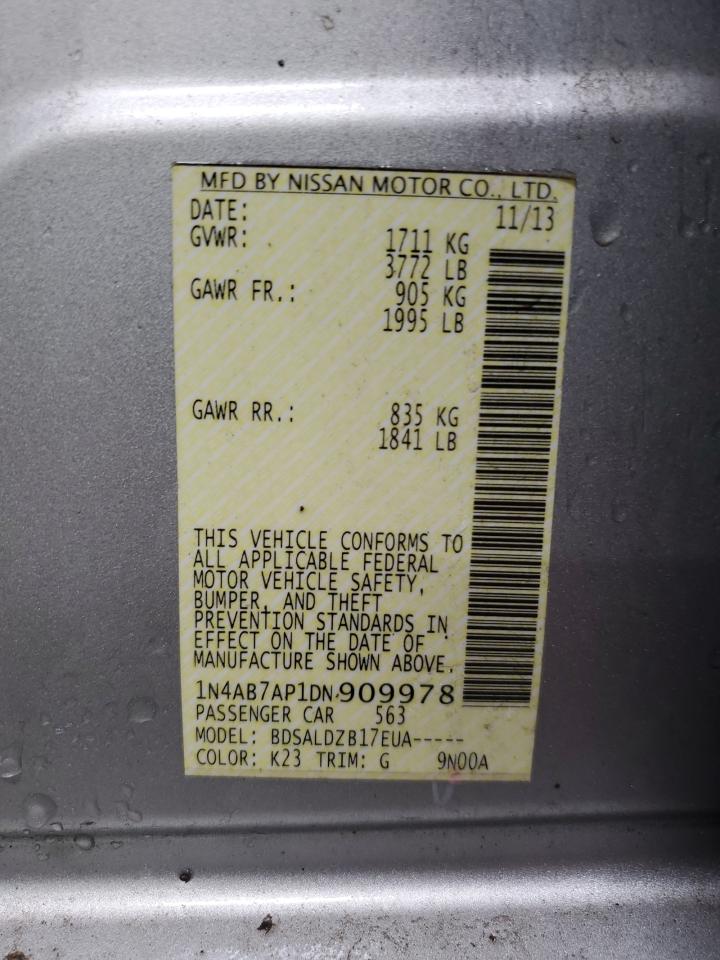 MFD BY NISSAN MOTOR CO., LTD.
DATE: 11/13
GVWR: 1711 KG
3772 LB
GAWR FR.: 905 KG
1995 LB
GAWR RR.: 835 KG
1841 LB
THIS VEHICLE CONFORMS TO
ALL APPLICABLE FEDERAL
MOTOR VEHICLE SAFETY,
BUMPER, AND THEFT
PREVENTION STANDARDS IN
EFFECT ON THE DATE OF
MANUFACTURE SHOWN ABOVE.
1N4AB7AP1DN909978
PASSENGER CAR 563
MODEL: BDSALDZB17EUA-----
COLOR: K23 TRIM: G 9N00A